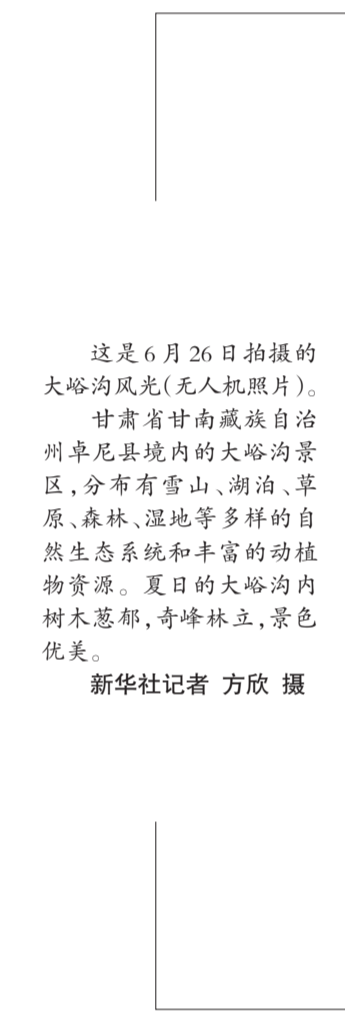 这是6月26日拍摄的
大峪沟风光(无人机照片)。
甘肃省甘南藏族自治
州卓尼县境内的大峪沟景
区,分布有雪山、湖泊、草
原、森林、湿地等多样的自
然生态系统和丰富的动植
物资源。夏日的大峪沟内
树木葱郁,奇峰林立,景色
优美。
新华社记者 方欣 摄